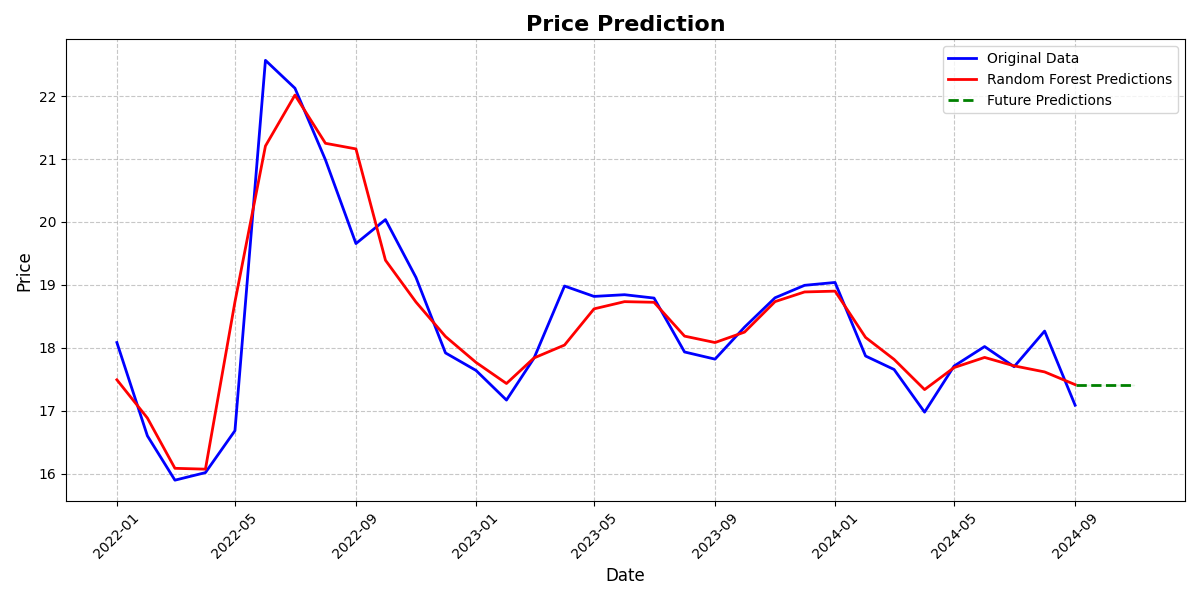 Price Prediction
Original Data
Random Forest Predictions
Future Predictions
Price
22
21
20
19
18
17
16
2022-01
2022-05
2022-09
2023-01
2023-05
2023-09
2024-01
2024-05
2024-09
Date